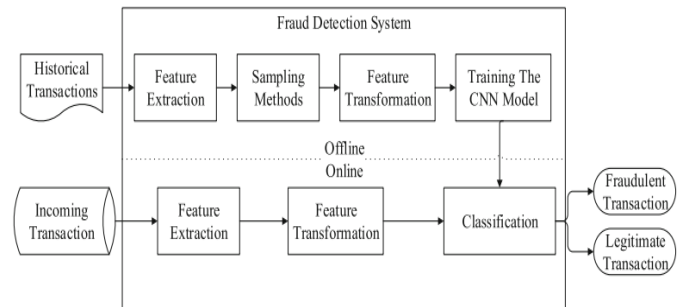 Fraud Detection System
Historical
Transactions
Feature
Extraction
Sampling
Methods
Feature
Transformation
Training The
CNN Model
Offline
Online
Incoming
Transaction
Feature
Extraction
Feature
Transformation
Classification
Fraudulent
Transaction
Legitimate
Transaction